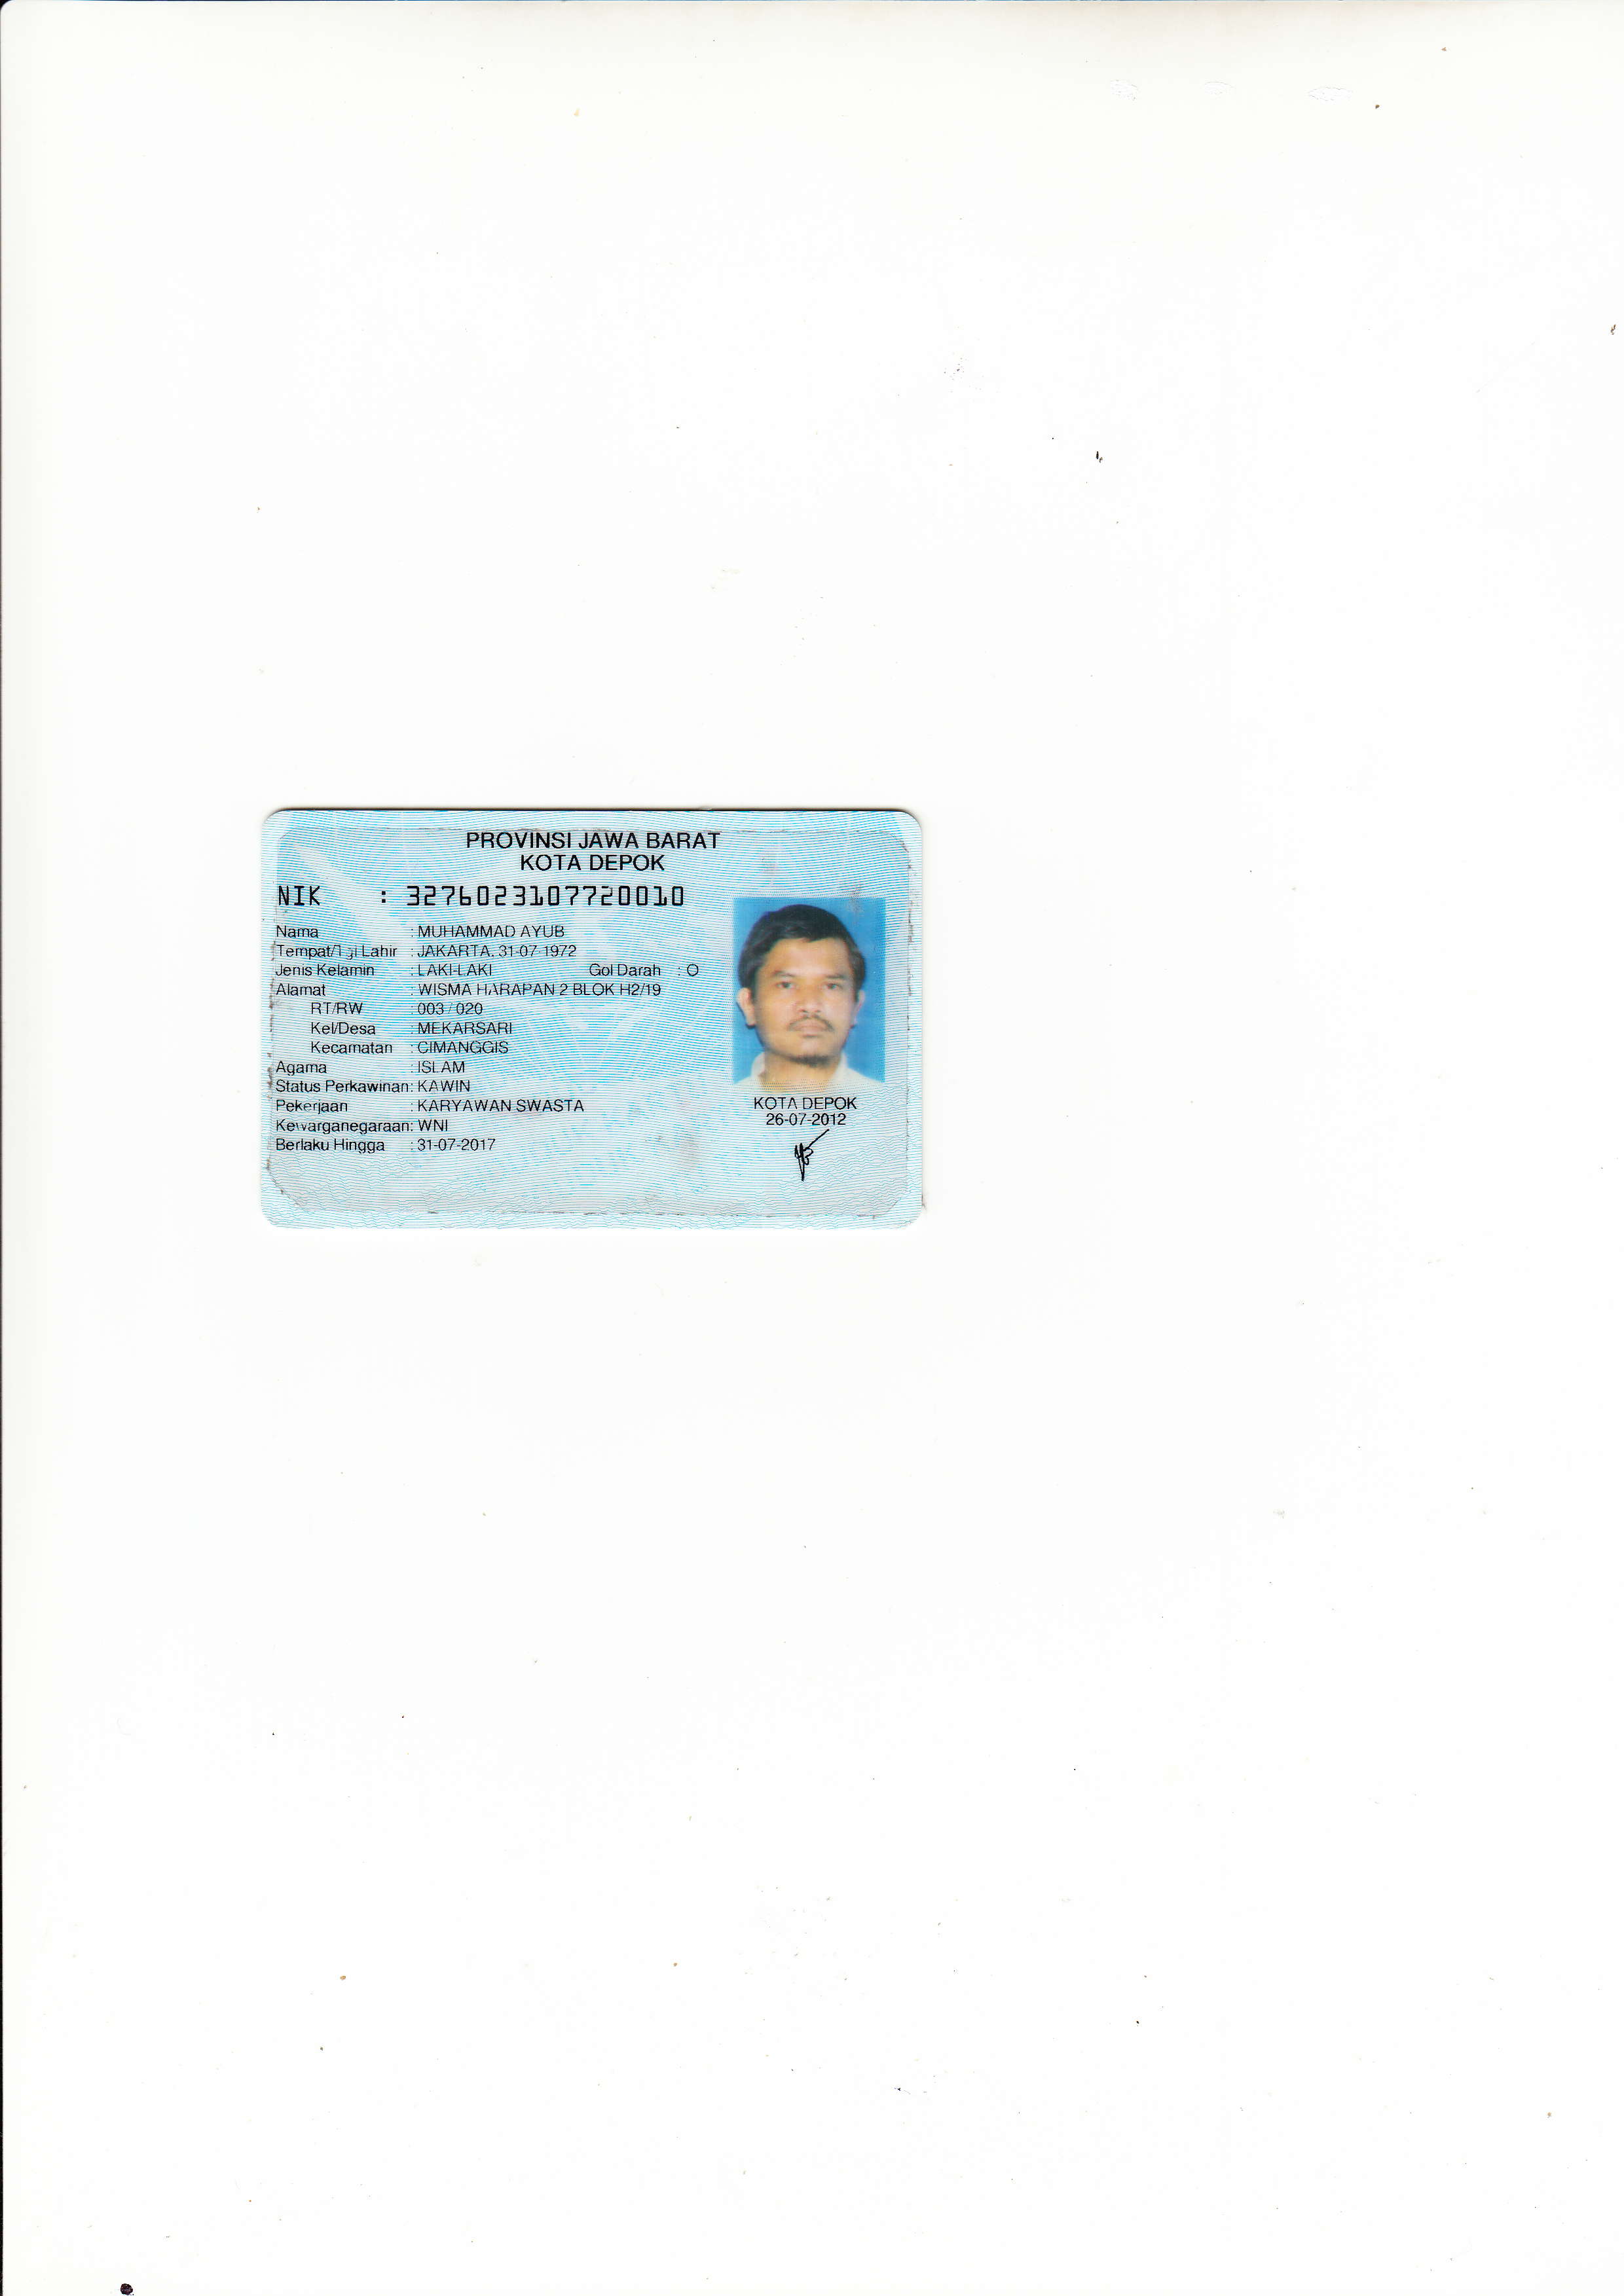 PROVINSI JAWA BARAT
KOTA DEPOK
NIK : 3276023107720010
Nama : MUHAMMAD AYUB
Tempat/Tgl Lahir : JAKARTA, 31-07-1972
Jenis Kelamin : LAKI-LAKI Gol Darah : O
Alamat : WISMA HARAPAN 2 BLOK H2/19
RT/RW : 003 / 020
Kel/Desa : MEKARSARI
Kecamatan : CIMANGGIS
Agama : ISLAM
Status Perkawinan: KAWIN
Pekerjaan : KARYAWAN SWASTA
Kewarganegaraan: WNI
Berlaku Hingga : 31-07-2017
KOTA DEPOK
26-07-2012